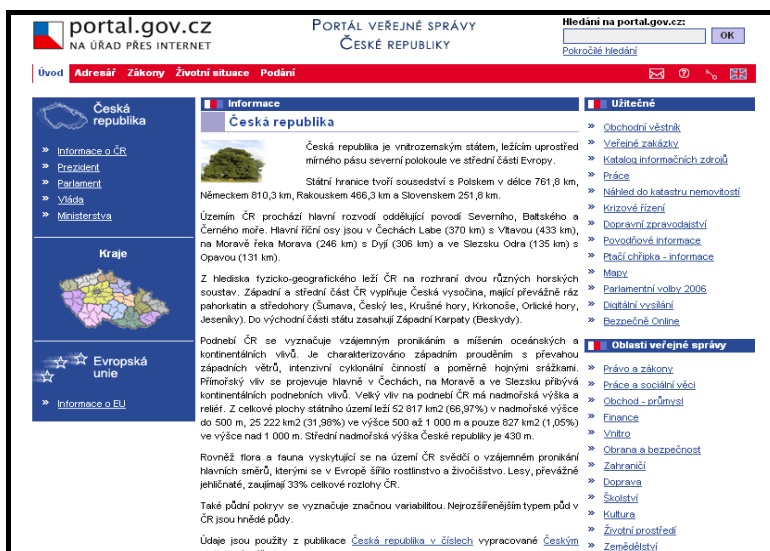 portal.gov.cz
NA ÚŘAD PŘES INTERNET
PORTÁL VEŘEJNÉ SPRÁVY
ČESKÉ REPUBLIKY
Hledání na portal.gov.cz:
OK
Pokročilé hledání
Úvod Adresář Zákony Životní situace Podání
Česká
republika
» Informace o ČR
» Prezident
» Parlament
» Vláda
» Ministerstva
Kraje
Evropská
unie
» Informace o EU
Informace
Česká republika
Česká republika je vnitrozemským státem, ležícím uprostřed
mírného pásu severní polokoule ve střední části Evropy.
Státní hranice tvoří sousedství s Polskem v délce 761,8 km,
Německem 810,3 km, Rakouskem 466,3 km a Slovenskem 251,8 km.
Územím ČR prochází hlavní rozvodí oddělující povodí Severního, Baltského a
Černého moře. Hlavní říční osy jsou v Čechách Labe (370 km) s Vltavou (433 km),
na Moravě řeka Morava (246 km) s Dyjí (306 km) a ve Slezsku Odra (135 km) s
Opavou (131 km).
Z hlediska fyzicko-geografického leží ČR na rozhraní dvou různých horských
soustav. Západní a střední část ČR vyplňuje Česká vysočina, mající převážně ráz
pahorkatin a středohory (Šumava, Český les, Krušné hory, Krkonoše, Orlické hory,
Jeseníky). Do východní části státu zasahují Západní Karpaty (Beskydy).
Podnebí ČR se vyznačuje vzájemným pronikáním a míšením oceánských a
kontinentálních vlivů. Je charakterizováno západním prouděním s převahou
západních větrů, intenzivní cyklonální činností a poměrně hojnými srážkami.
Přímořský vliv se projevuje hlavně v Čechách, na Moravě a ve Slezsku přibývá
kontinentálních podnebních vlivů. Velký vliv na podnebí ČR má nadmořská výška a
reliéf. Z celkové plochy státního území leží 52 817 km2 (66,97%) v nadmořské výšce
do 500 m, 25 222 km2 (31,98%) ve výšce 500 až 1 000 m a pouze 827 km2 (1,05%)
ve výšce nad 1 000 m. Střední nadmořská výška České republiky je 430 m.
Rovněž flora a fauna vyskytující se na území ČR svědčí o vzájemném pronikání
hlavních směrů, kterými se v Evropě šířilo rostlinstvo a živočišstvo. Lesy, převážně
jehličnaté, zaujímají 33% celkové rozlohy ČR.
Také půdní pokryv se vyznačuje značnou variabilitou. Nejrozšířenějším typem půd v
ČR jsou hnědé půdy.
Údaje jsou použity z publikace Česká republika v číslech vypracované Českým
Užitečné
» Obchodní věstník
» Veřejné zakázky
» Katalog informačních zdrojů
» Práce
» Náhled do katastru nemovitostí
» Krizové řízení
» Dopravní zpravodajství
» Povodňové informace
» Ptačí chřipka - informace
» Mapy
» Parlamentní volby 2006
» Digitální vysílání
» Bezpečně Online
Oblasti veřejné správy
» Právo a zákony
» Práce a sociální věci
» Obchod - průmysl
» Finance
» Vnitro
» Obrana a bezpečnost
» Zahraničí
» Doprava
» Školství
» Kultura
» Životní prostředí
» Zemědělství